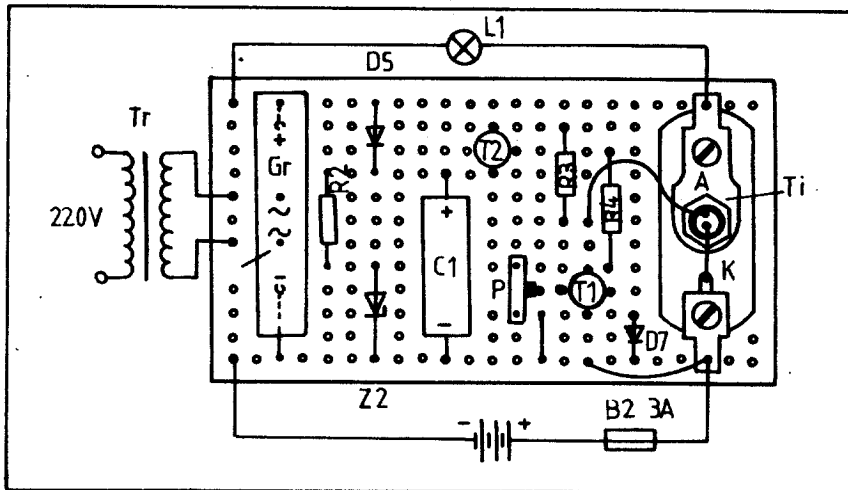 L1
D5
Tr
+
Gr
R2
T2
R3
R4
A
Ti
220V
~
~
+
C1
-
P
T1
K
-
D7
Z2
B2 3A
- +